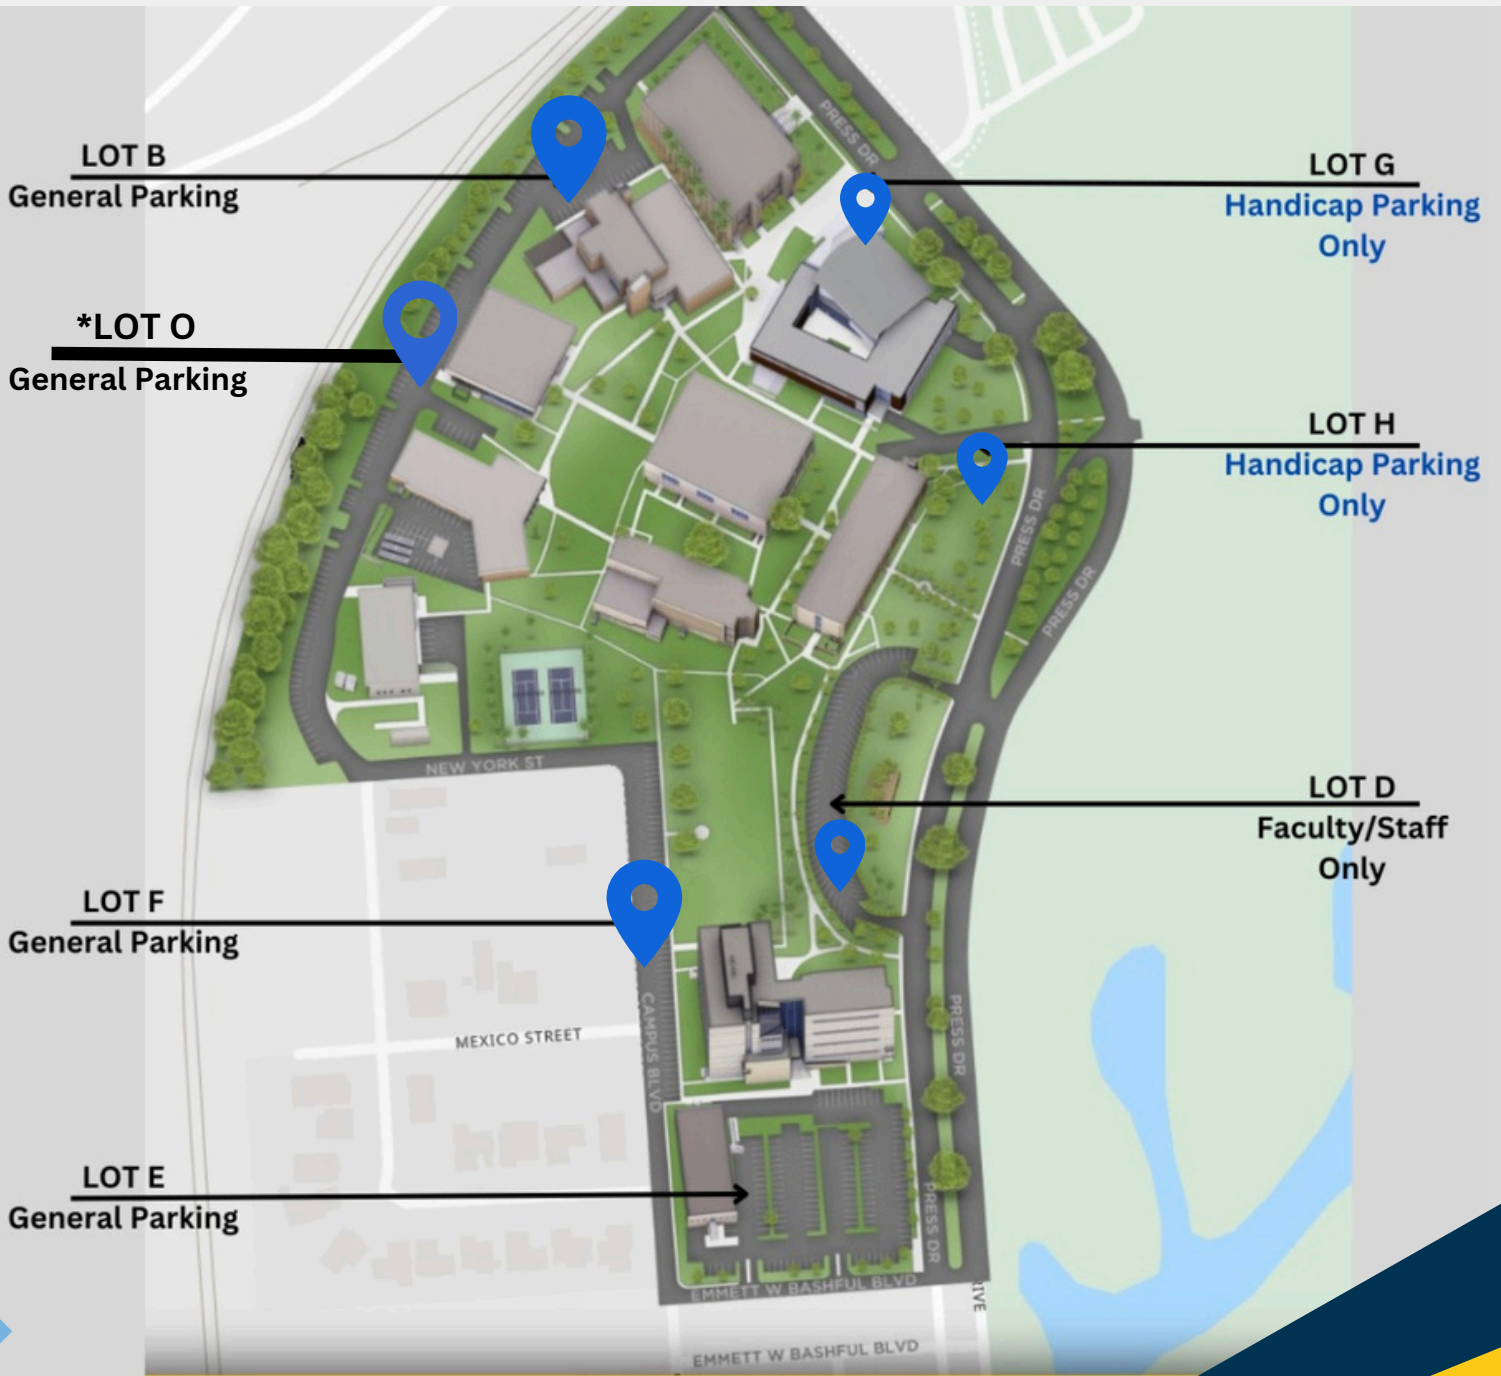 LOT B
General Parking
*LOT O
General Parking
LOT F
General Parking
LOT E
General Parking
LOT G
Handicap Parking
Only
LOT H
Handicap Parking
Only
LOT D
Faculty/Staff
Only
PRESS DR
PRESS DR
PRESS DR
NEW YORK ST
MEXICO STREET
CAMPUS BLVD
PRESS DR
PRESS DR
EMMETT W BASHFUL BLVD
EMMETT W BASHFUL BLVD
RIVE